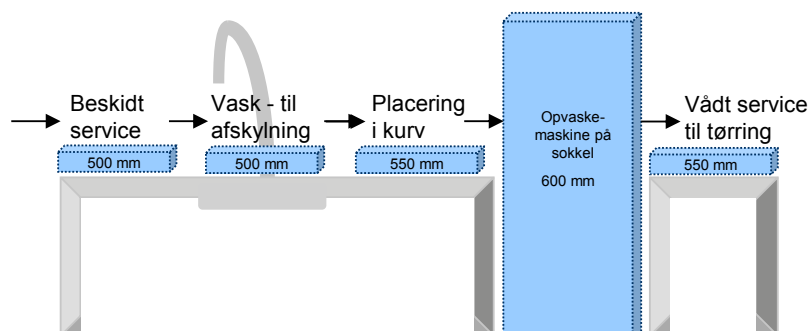 Beskidt
service
500 mm
Vask - til
afskylning
500 mm
Placering
i kurv
550 mm
Opvaske-
maskine på
sokkel
600 mm
Vådt service
til tørring
550 mm